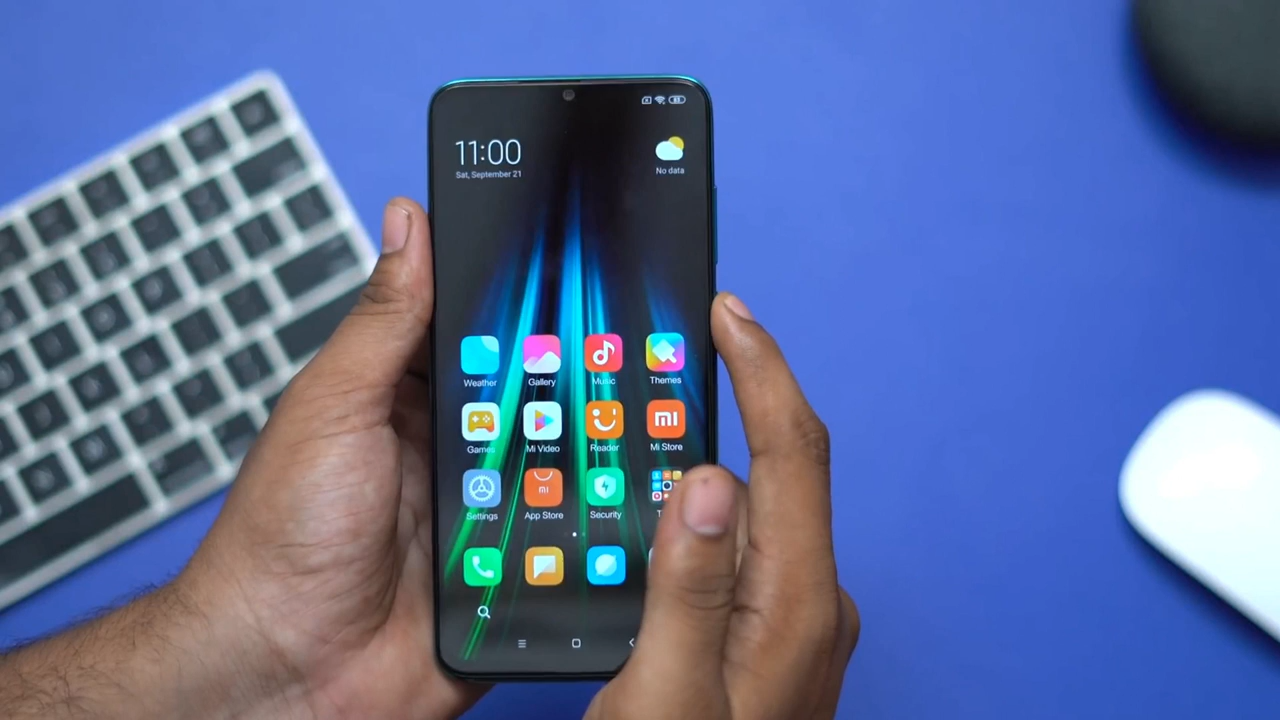 11:00
Sat, September 21
No data
Weather
Gallery
Music
Themes
Games
Mi Video
Reader
Mi Store
Settings
App Store
Security